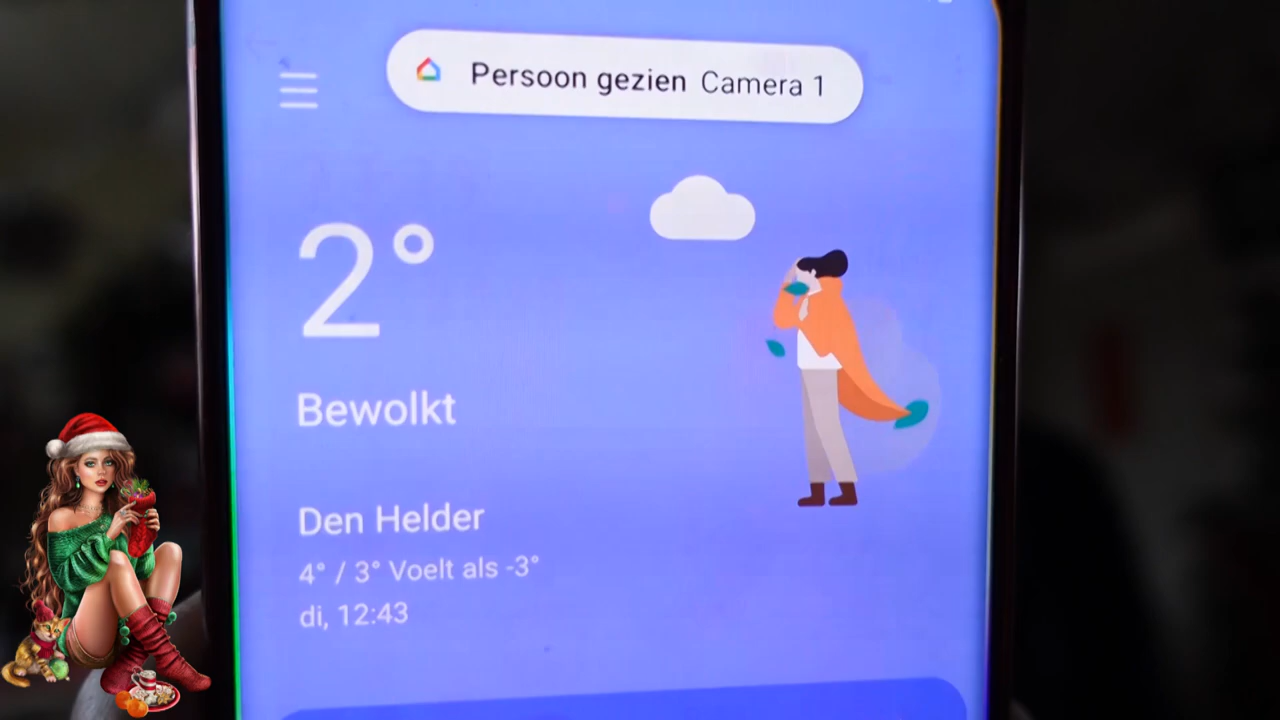 Persoon gezien Camera 1
2°
Bewolkt
Den Helder
4° / 3° Voelt als -3°
di, 12:43